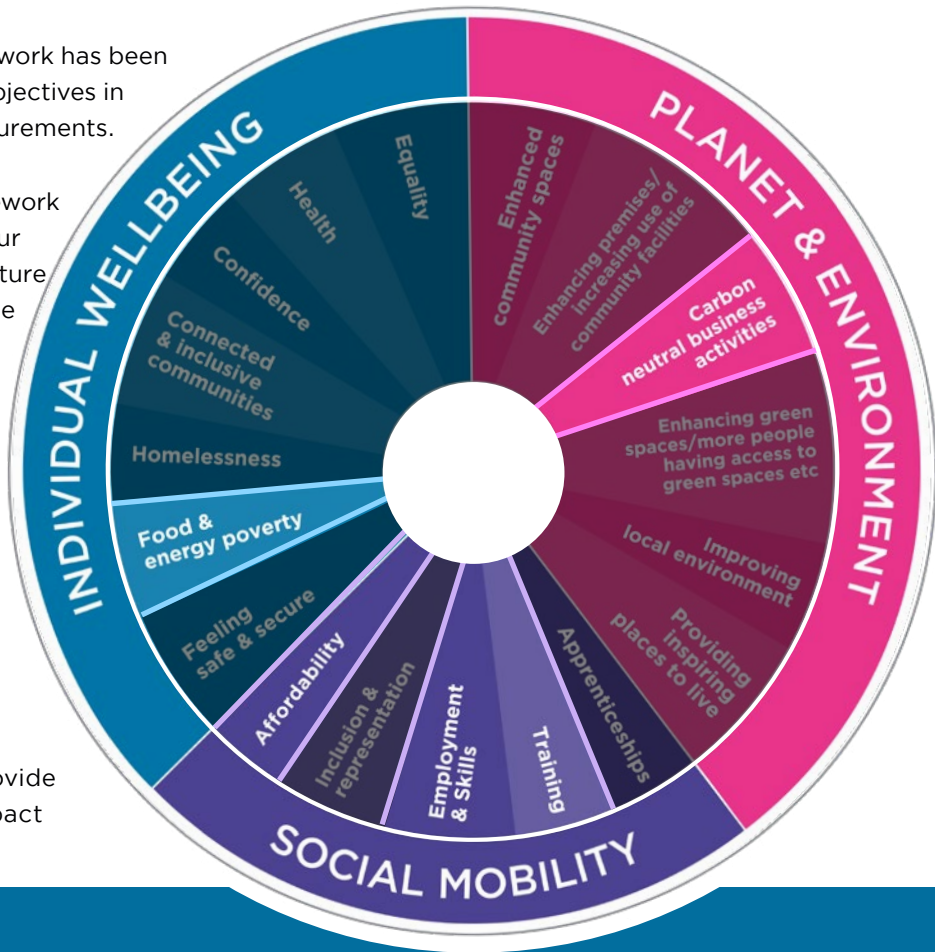 work has been
ojectives in
urements.
work
ur
ture
e
ovide
pact
INDIVIDUAL WELLBEING
Equality
Health
Confidence
Connected
& inclusive
communities
Homelessness
Food &
energy poverty
Feeling
safe & secure
PLANET & ENVIRONMENT
Enhanced
community spaces
Enhancing premises/
increasing use of
community facilities
Carbon
neutral business
activities
Enhancing green
spaces/more people
having access to
green spaces etc
Improving
local environment
Providing
inspiring
places to live
SOCIAL MOBILITY
Affordability
Inclusion &
representation
Employment
& Skills
Training
Apprenticeships